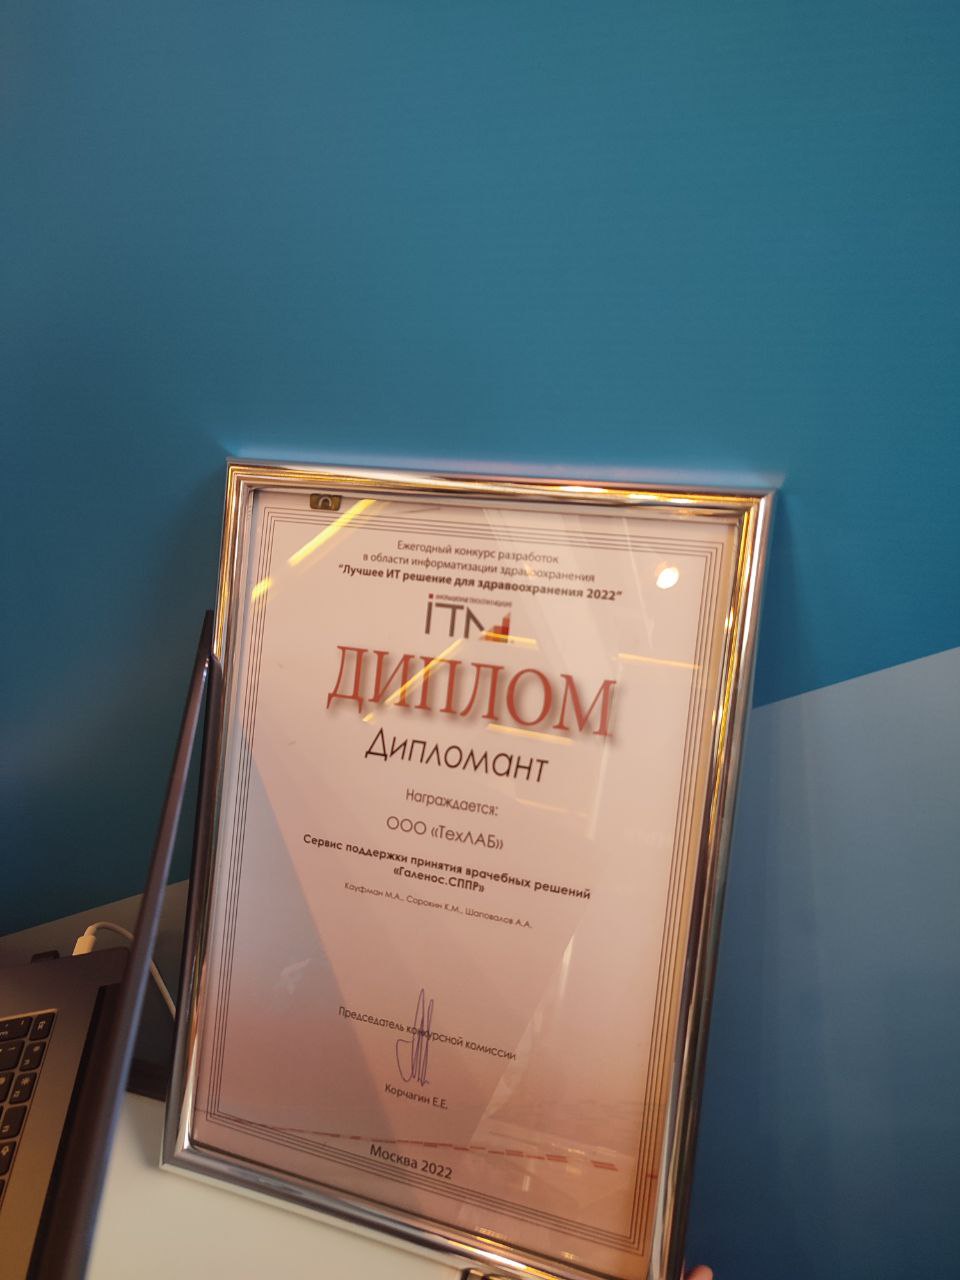 Ежегодный конкурс разработок
в области информатизации здравоохранения
"Лучшее ИТ решение для здравоохранения 2022"
iTM
ДИПЛОМ
Дипломант
Награждается:
ООО «ТехЛАБ»
Сервис поддержки принятия врачебных решений
«Галенос.СППР»
Кауфман М.А., Сорокин К.М., Шаповалов А.А.
Председатель конкурсной комиссии
Корчагин Е.Е.
Москва 2022